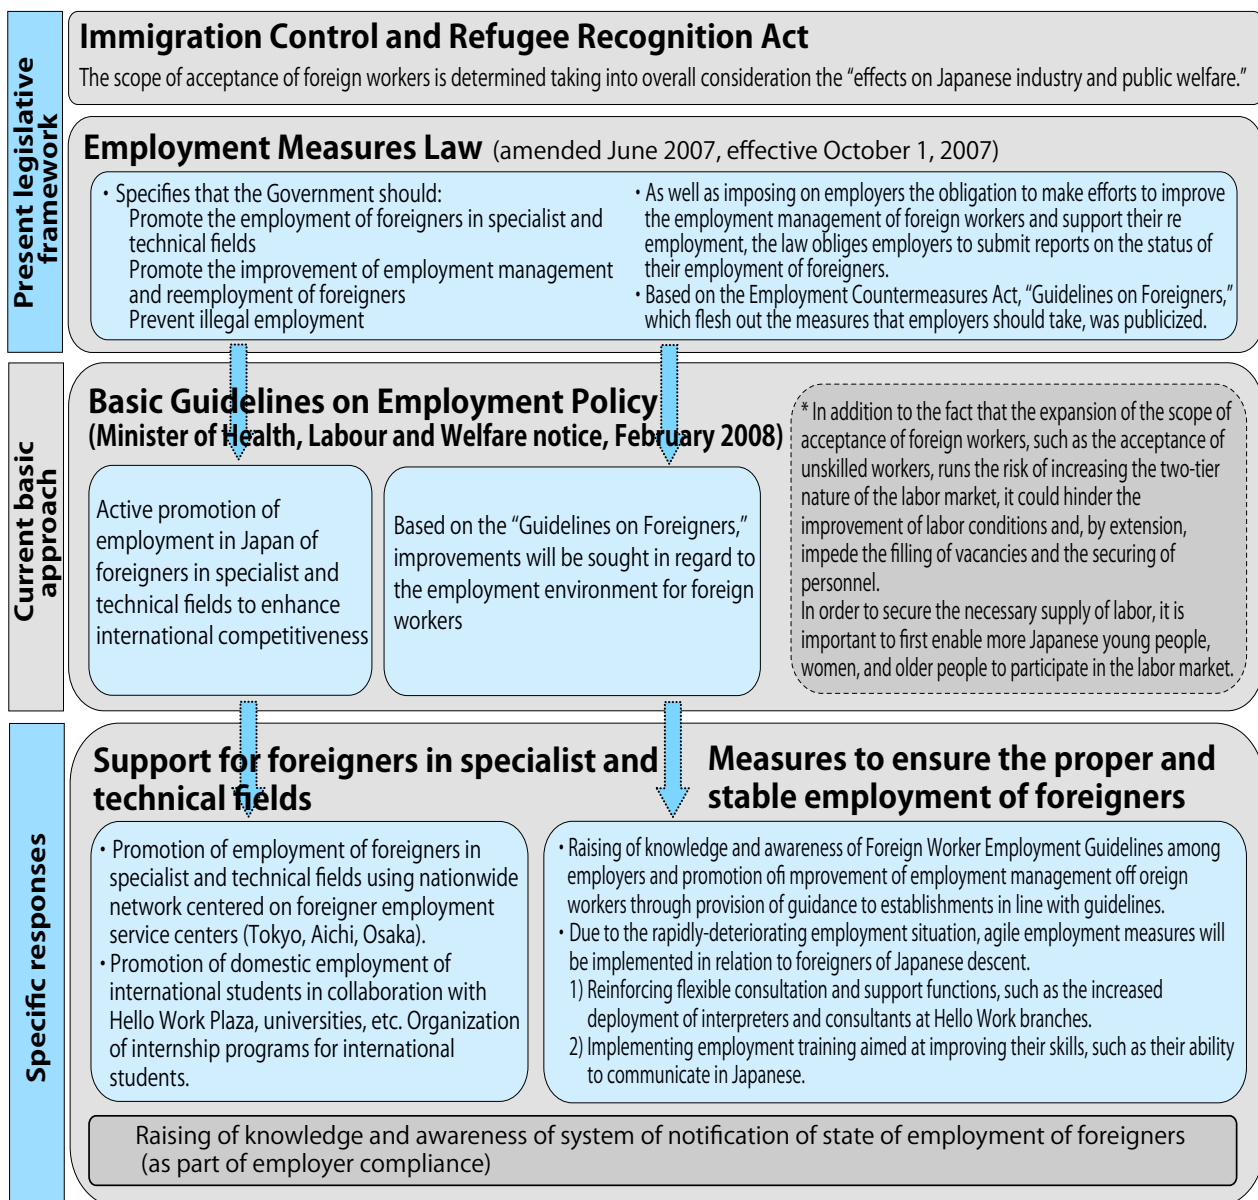 Present legislative
framework
Immigration Control and Refugee Recognition Act
The scope of acceptance of foreign workers is determined taking into overall consideration the “effects on Japanese industry and public welfare.”
Employment Measures Law (amended June 2007, effective October 1, 2007)
・Specifies that the Government should:
Promote the employment of foreigners in specialist and
technical fields
Promote the improvement of employment management
and reemployment of foreigners
Prevent illegal employment
・As well as imposing on employers the obligation to make efforts to improve
the employment management of foreign workers and support their re
employment, the law obliges employers to submit reports on the status of
their employment of foreigners.
・Based on the Employment Countermeasures Act, “Guidelines on Foreigners,”
which flesh out the measures that employers should take, was publicized.
Current basic
approach
Basic Guidelines on Employment Policy
(Minister of Health, Labour and Welfare notice, February 2008)
Active promotion of
employment in Japan of
foreigners in specialist and
technical fields to enhance
international competitiveness
Based on the “Guidelines on Foreigners,”
improvements will be sought in regard to
the employment environment for foreign
workers
* In addition to the fact that the expansion of the scope of
acceptance of foreign workers, such as the acceptance of
unskilled workers, runs the risk of increasing the two-tier
nature of the labor market, it could hinder the
improvement of labor conditions and, by extension,
impede the filling of vacancies and the securing of
personnel.
In order to secure the necessary supply of labor, it is
important to first enable more Japanese young people,
women, and older people to participate in the labor market.
Specific responses
Support for foreigners in specialist and
technical fields
・Promotion of employment of foreigners in
specialist and technical fields using nationwide
network centered on foreigner employment
service centers (Tokyo, Aichi, Osaka).
・Promotion of domestic employment of
international students in collaboration with
Hello Work Plaza, universities, etc. Organization
of internship programs for international
students.
Measures to ensure the proper and
stable employment of foreigners
・Raising of knowledge and awareness of Foreign Worker Employment Guidelines among
employers and promotion ofi mprovement of employment management off oreign
workers through provision of guidance to establishments in line with guidelines.
・Due to the rapidly-deteriorating employment situation, agile employment measures will
be implemented in relation to foreigners of Japanese descent.
1) Reinforcing flexible consultation and support functions, such as the increased
deployment of interpreters and consultants at Hello Work branches.
2) Implementing employment training aimed at improving their skills, such as their ability
to communicate in Japanese.
Raising of knowledge and awareness of system of notification of state of employment of foreigners
(as part of employer compliance)